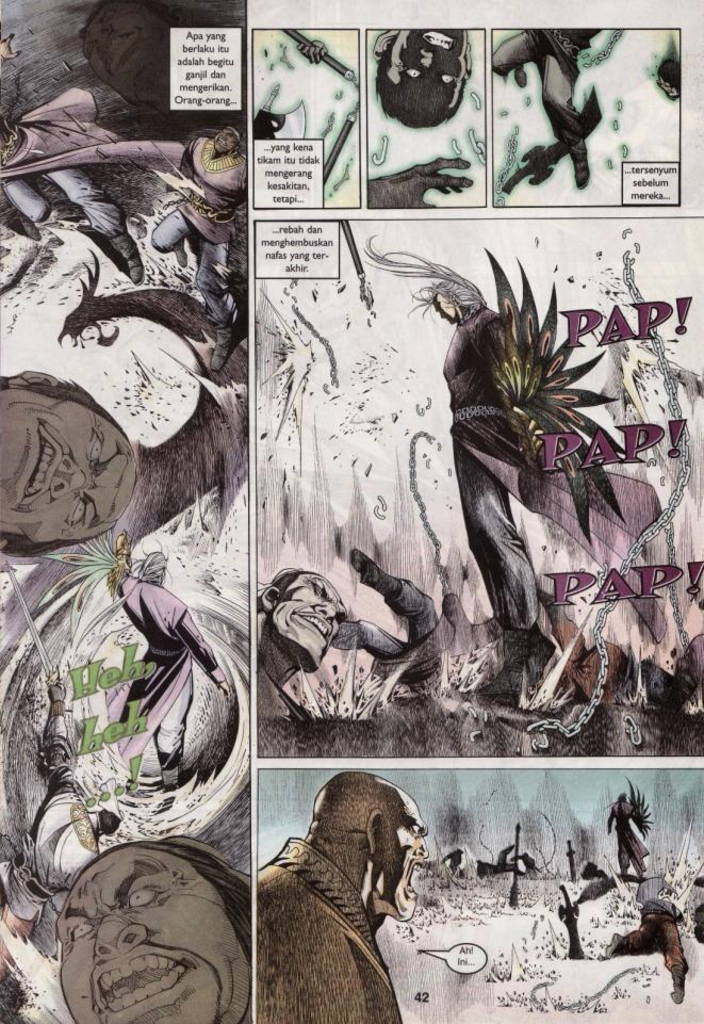 Apa yang
berlaku itu
adalah begitu
ganjil dan
mengerikan.
Orang-orang...
...yang kena
tikam itu tidak
mengerang
kesakitan,
tetapi...
...tersenyum
sebelum
mereka...
...rebah dan
menghembuskan
nafas yang ter-
akhir.
PAP!
PAP!
PAP!
Heh
heh
...!
Ah!
Ini...
42